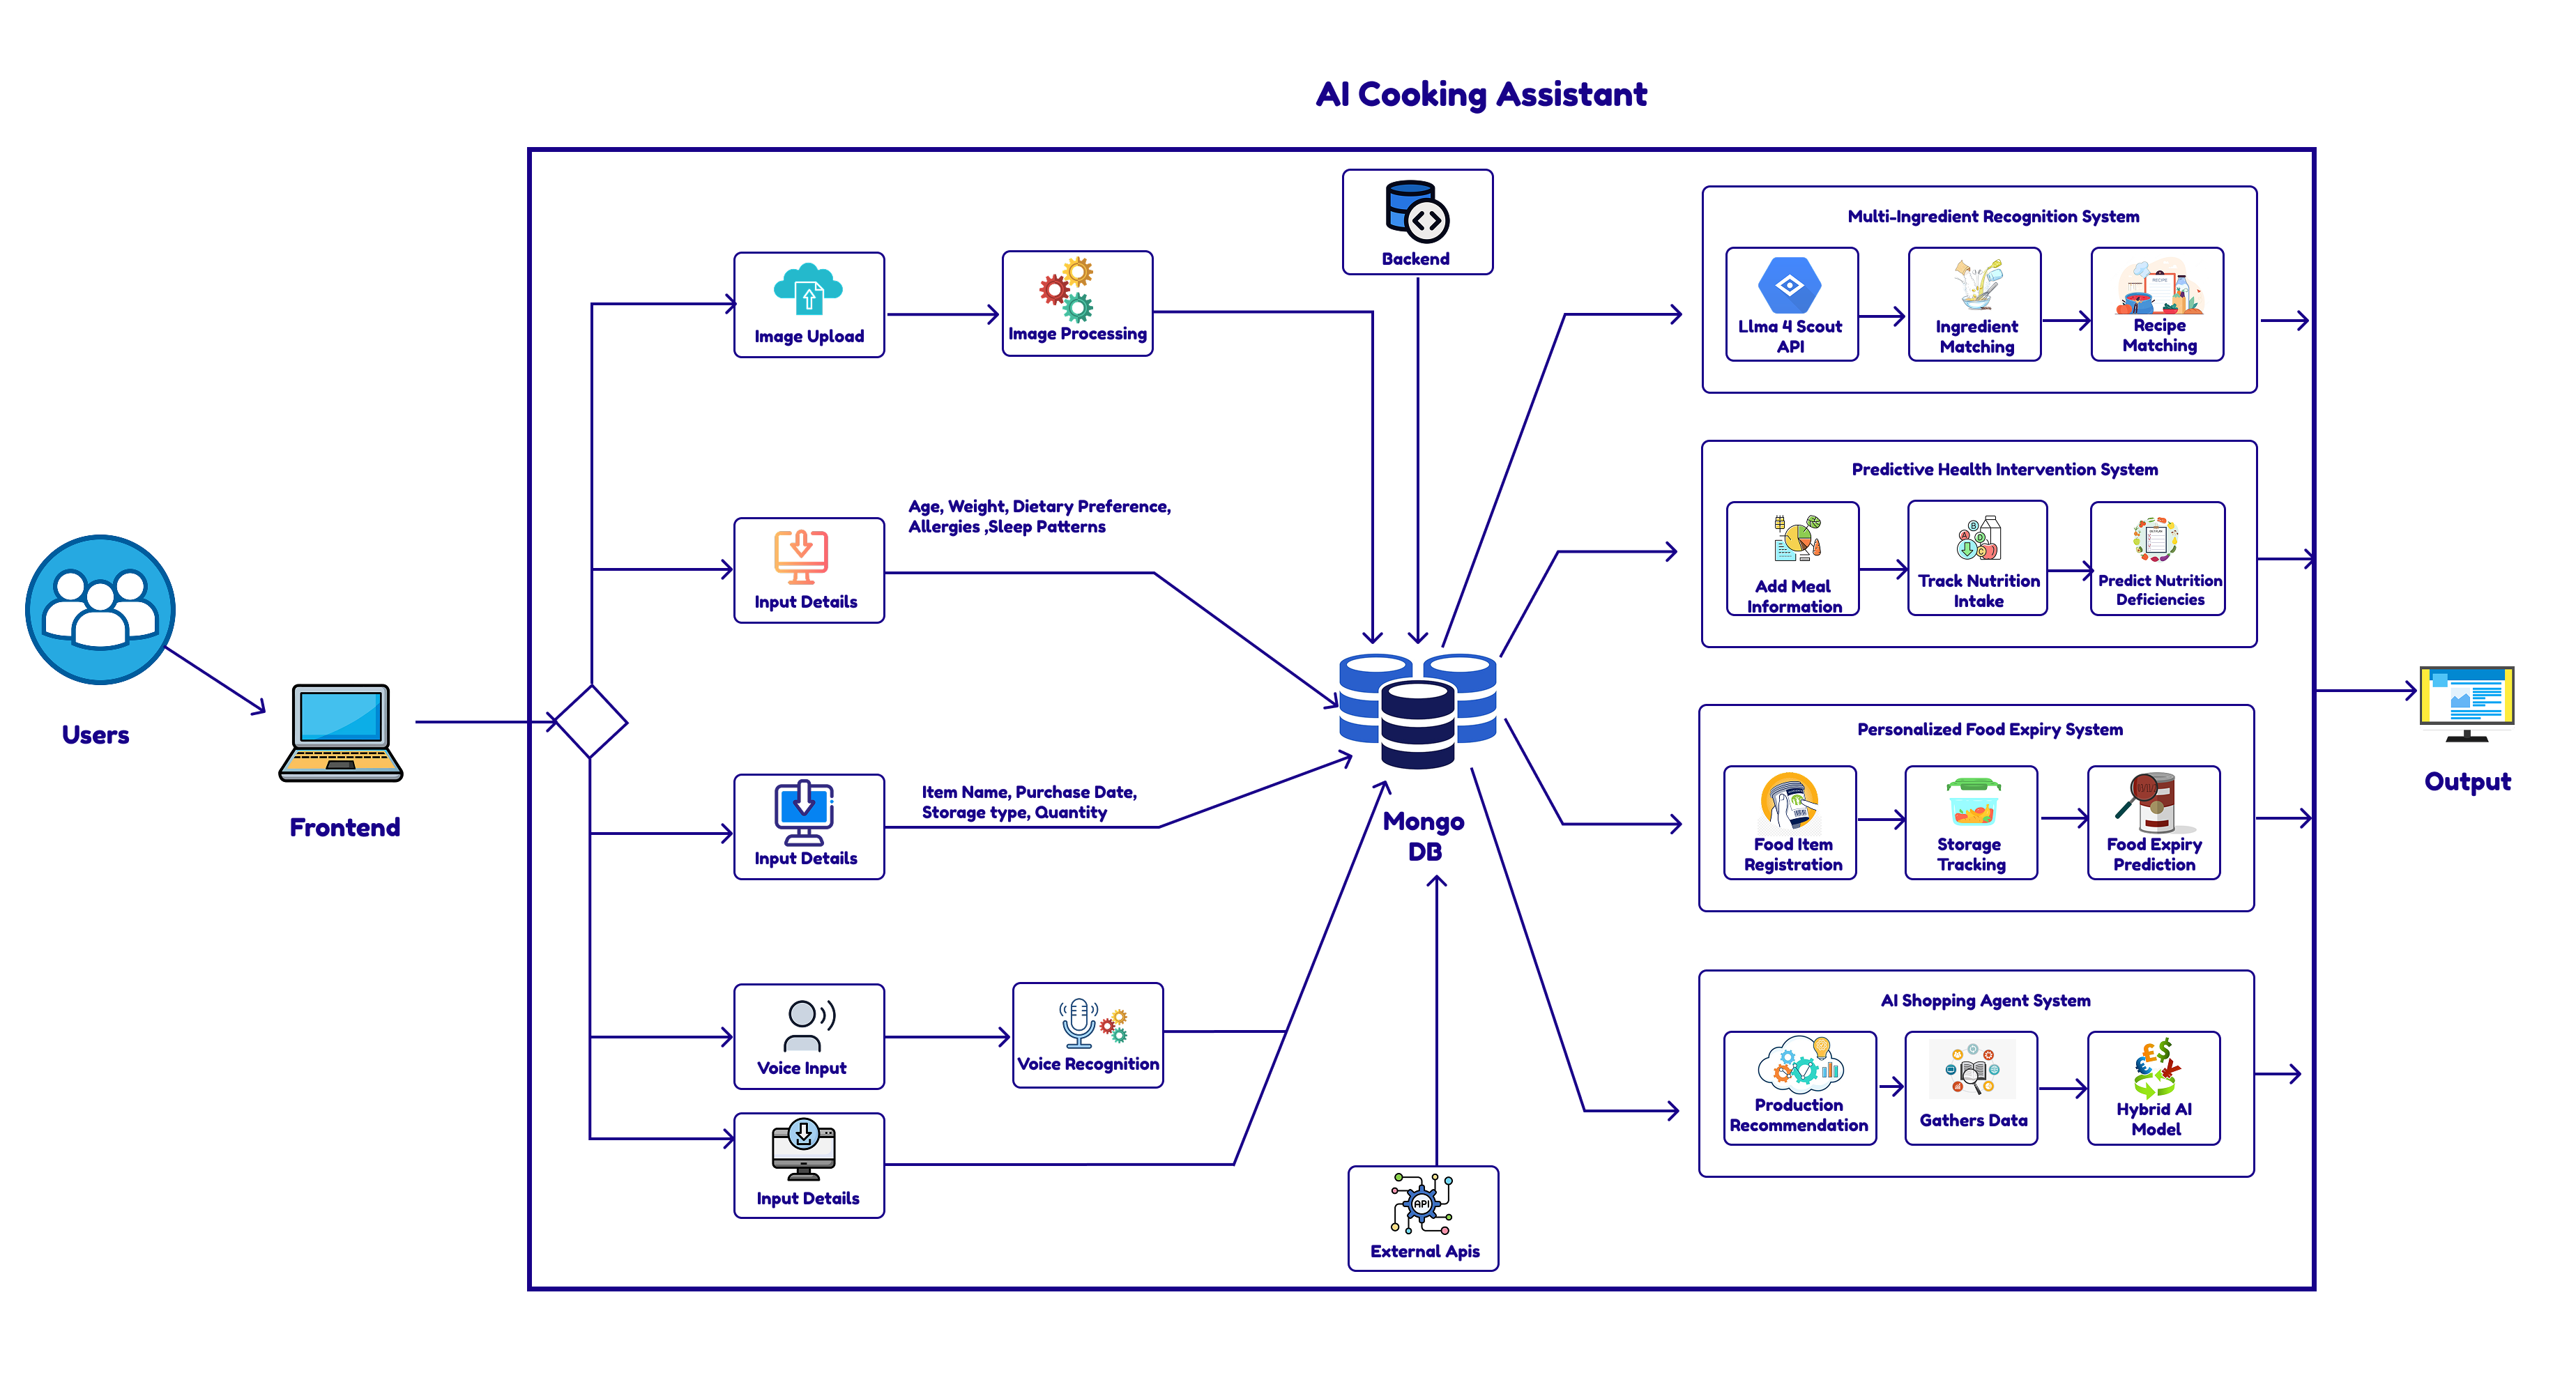 AI Cooking Assistant
Users
Frontend
Image Upload
Image Processing
Input Details
Age, Weight, Dietary Preference,
Allergies ,Sleep Patterns
Input Details
Item Name, Purchase Date,
Storage type, Quantity
Voice Input
Voice Recognition
Input Details
Backend
Mongo
DB
API
External Apis
Multi-Ingredient Recognition System
Llma 4 Scout
API
Ingredient
Matching
RECIPE
Recipe
Matching
Predictive Health Intervention System
Add Meal
Information
A
B
C
D
Track Nutrition
Intake
Predict Nutrition
Deficiencies
Personalized Food Expiry System
Food Item
Registration
Storage
Tracking
Food Expiry
Prediction
AI Shopping Agent System
Production
Recommendation
Gathers Data
£ $ € ¥
Hybrid AI
Model
Output